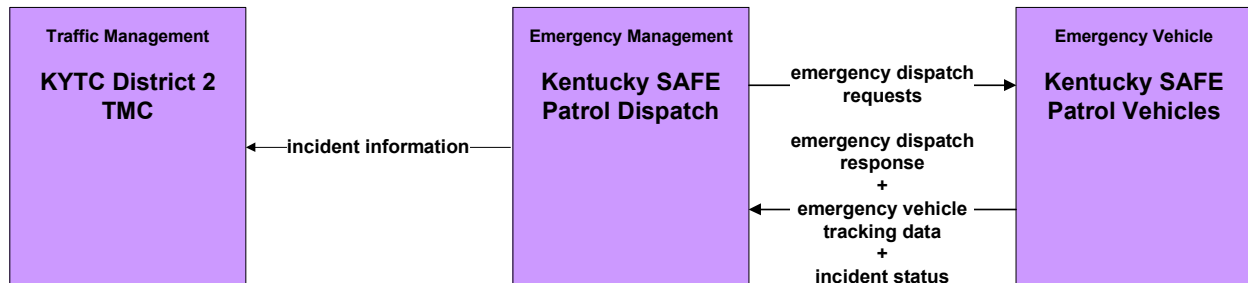 Traffic Management
KYTC District 2
TMC
incident information
Emergency Management
Kentucky SAFE
Patrol Dispatch
emergency dispatch
requests
emergency dispatch
response
+
emergency vehicle
tracking data
+
incident status
Emergency Vehicle
Kentucky SAFE
Patrol Vehicles